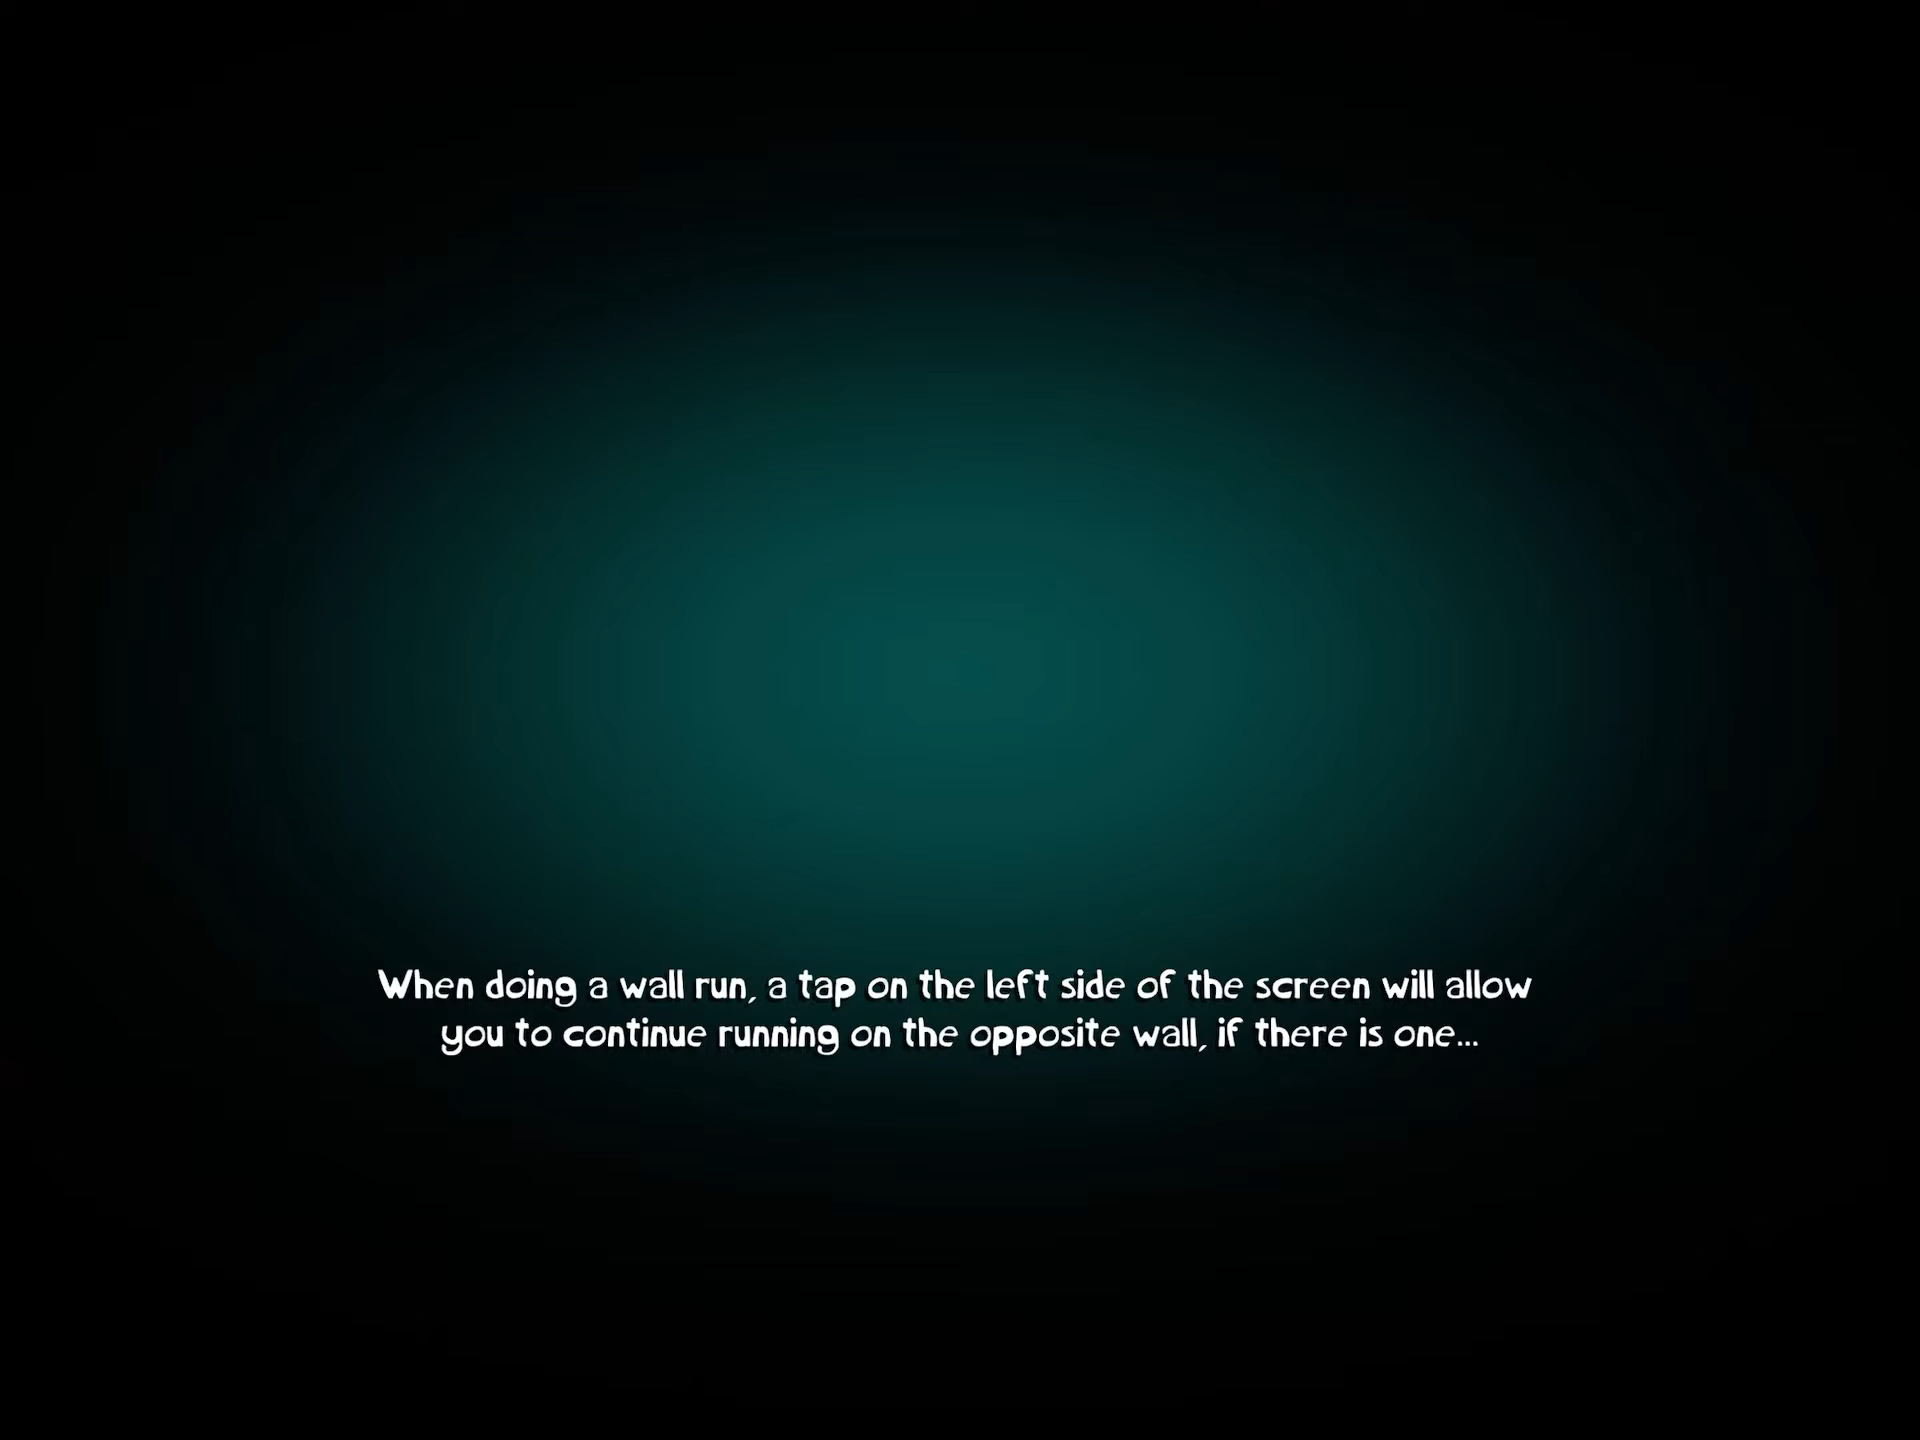 When doing a wall run, a tap on the left side of the screen will allow
you to continue running on the opposite wall, if there is one...